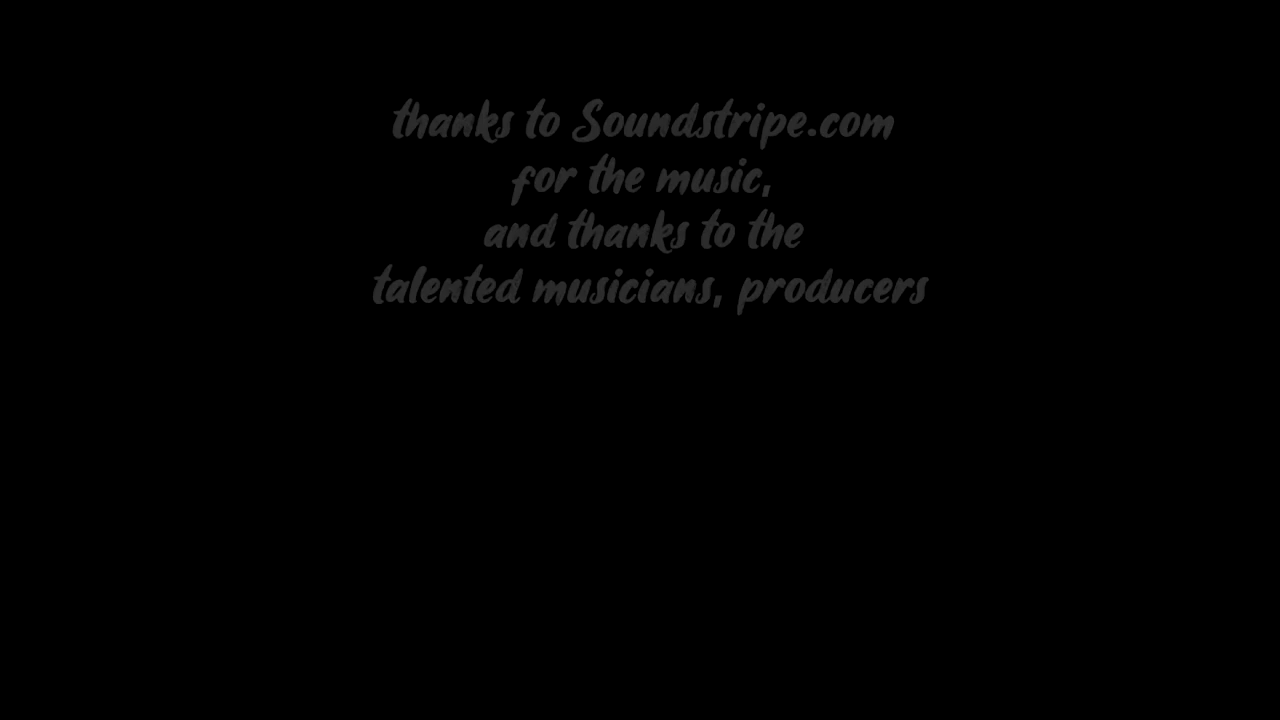 thanks to Soundstripe.com
for the music,
and thanks to the
talented musicians, producers